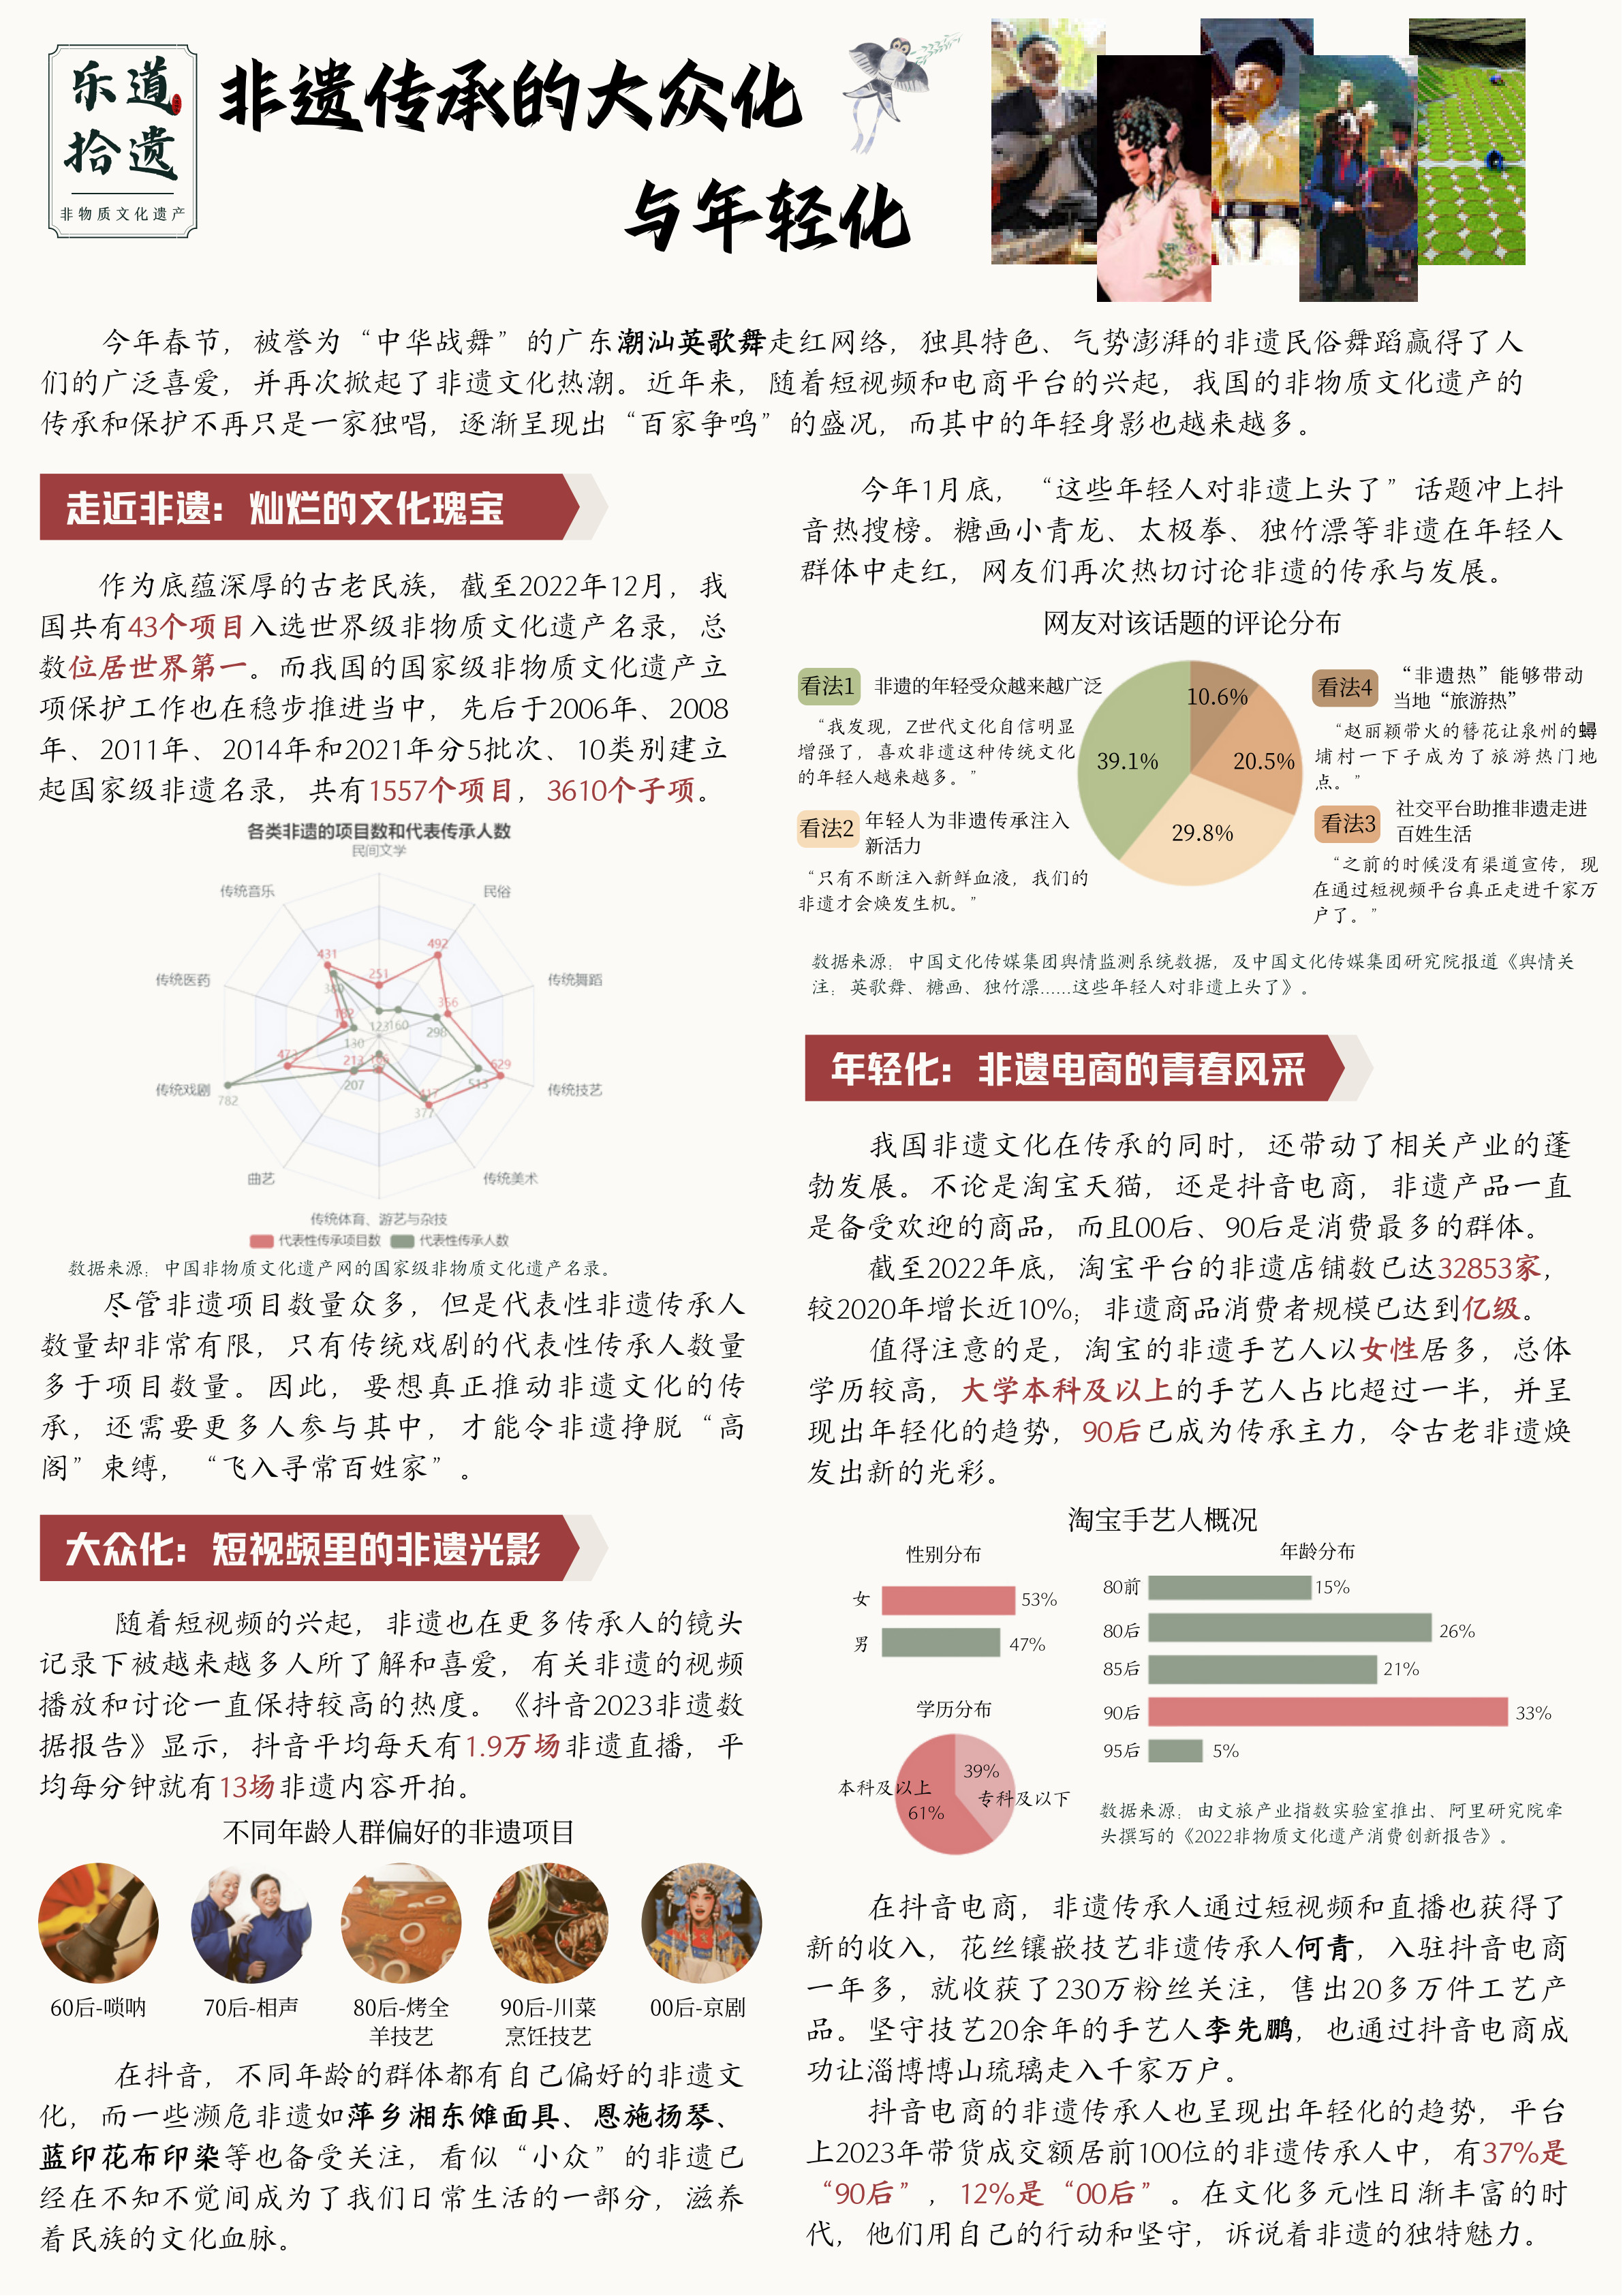 乐道
拾遗
非物质文化遗产
非遗传承的大众化
与年轻化
今年春节，被誉为“中华战舞”的广东潮汕英歌舞走红网络，独具特色、气势澎湃的非遗民俗舞蹈赢得了人
们的广泛喜爱，并再次掀起了非遗文化热潮。近年来，随着短视频和电商平台的兴起，我国的非物质文化遗产的
传承和保护不再只是一家独唱，逐渐呈现出“百家争鸣”的盛况，而其中的年轻身影也越来越多。
走近非遗：灿烂的文化瑰宝
作为底蕴深厚的古老民族，截至2022年12月，我
国共有43个项目入选世界级非物质文化遗产名录，总
数位居世界第一。而我国的国家级非物质文化遗产立
项保护工作也在稳步推进当中，先后于2006年、2008
年、2011年、2014年和2021年分5批次、10类别建立
起国家级非遗名录，共有1557个项目，3610个子项。
各类非遗的项目数和代表传承人数
民间文学
传统音乐
民俗
传统医药
传统舞蹈
传统戏剧
传统技艺
曲艺
传统美术
传统体育、游艺与杂技
431
492
251
380
356
182
123
160
298
130
473
213
207
629
513
417
377
782
代表性传承项目数
代表性传承人数
数据来源：中国非物质文化遗产网的国家级非物质文化遗产名录。
尽管非遗项目数量众多，但是代表性非遗传承人
数量却非常有限，只有传统戏剧的代表性传承人数量
多于项目数量。因此，要想真正推动非遗文化的传
承，还需要更多人参与其中，才能令非遗挣脱“高
阁”束缚，“飞入寻常百姓家”。
大众化：短视频里的非遗光影
随着短视频的兴起，非遗也在更多传承人的镜头
记录下被越来越多人所了解和喜爱，有关非遗的视频
播放和讨论一直保持较高的热度。《抖音2023非遗数
据报告》显示，抖音平均每天有1.9万场非遗直播，平
均每分钟就有13场非遗内容开拍。
不同年龄人群偏好的非遗项目
60后-唢呐
70后-相声
80后-烤全
羊技艺
90后-川菜
烹饪技艺
00后-京剧
在抖音，不同年龄的群体都有自己偏好的非遗文
化，而一些濒危非遗如萍乡湘东傩面具、恩施扬琴、
蓝印花布印染等也备受关注，看似“小众”的非遗已
经在不知不觉间成为了我们日常生活的一部分，滋养
着民族的文化血脉。
今年1月底，“这些年轻人对非遗上头了”话题冲上抖
音热搜榜。糖画小青龙、太极拳、独竹漂等非遗在年轻人
群体中走红，网友们再次热切讨论非遗的传承与发展。
网友对该话题的评论分布
看法1
非遗的年轻受众越来越广泛
“我发现，Z世代文化自信明显
增强了，喜欢非遗这种传统文化
的年轻人越来越多。”
看法2
年轻人为非遗传承注入
新活力
“只有不断注入新鲜血液，我们的
非遗才会焕发生机。”
10.6%
39.1%
20.5%
29.8%
看法4
“非遗热”能够带动
当地“旅游热”
“赵丽颖带火的簪花让泉州的蟳
埔村一下子成为了旅游热门地
点。”
看法3
社交平台助推非遗走进
百姓生活
“之前的时候没有渠道宣传，现
在通过短视频平台真正走进千家万
户了。”
数据来源：中国文化传媒集团舆情监测系统数据，及中国文化传媒集团研究院报道《舆情关
注：英歌舞、糖画、独竹漂……这些年轻人对非遗上头了》。
年轻化：非遗电商的青春风采
我国非遗文化在传承的同时，还带动了相关产业的蓬
勃发展。不论是淘宝天猫，还是抖音电商，非遗产品一直
是备受欢迎的商品，而且00后、90后是消费最多的群体。
截至2022年底，淘宝平台的非遗店铺数已达32853家，
较2020年增长近10%；非遗商品消费者规模已达到亿级。
值得注意的是，淘宝的非遗手艺人以女性居多，总体
学历较高，大学本科及以上的手艺人占比超过一半，并呈
现出年轻化的趋势，90后已成为传承主力，令古老非遗焕
发出新的光彩。
淘宝手艺人概况
性别分布
女
53%
男
47%
学历分布
39%
本科及以上
61%
专科及以下
年龄分布
80前
15%
80后
26%
85后
21%
90后
33%
95后
5%
数据来源：由文旅产业指数实验室推出、阿里研究院牵
头撰写的《2022非物质文化遗产消费创新报告》。
在抖音电商，非遗传承人通过短视频和直播也获得了
新的收入，花丝镶嵌技艺非遗传承人何青，入驻抖音电商
一年多，就收获了230万粉丝关注，售出20多万件工艺产
品。坚守技艺20余年的手艺人李先鹏，也通过抖音电商成
功让淄博博山琉璃走入千家万户。
抖音电商的非遗传承人也呈现出年轻化的趋势，平台
上2023年带货成交额居前100位的非遗传承人中，有37%是
“90后”，12%是“00后”。在文化多元性日渐丰富的时
代，他们用自己的行动和坚守，诉说着非遗的独特魅力。